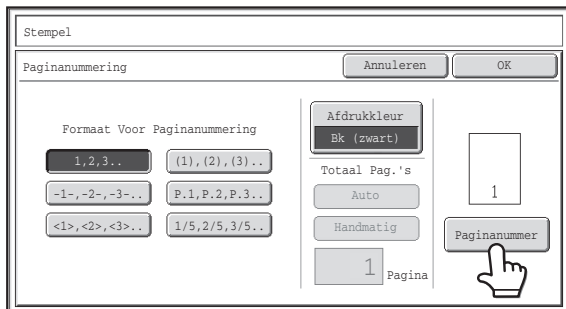 Stempel
Paginanummering
Annuleren
OK
Formaat Voor Paginanummering
1,2,3..
(1),(2),(3)..
-1-,-2-,-3-..
P.1,P.2,P.3..
<1>,<2>,<3>..
1/5,2/5,3/5..
Afdrukkleur
Bk (zwart)
Totaal Pag.'s
Auto
Handmatig
1 Pagina
1
Paginanummer